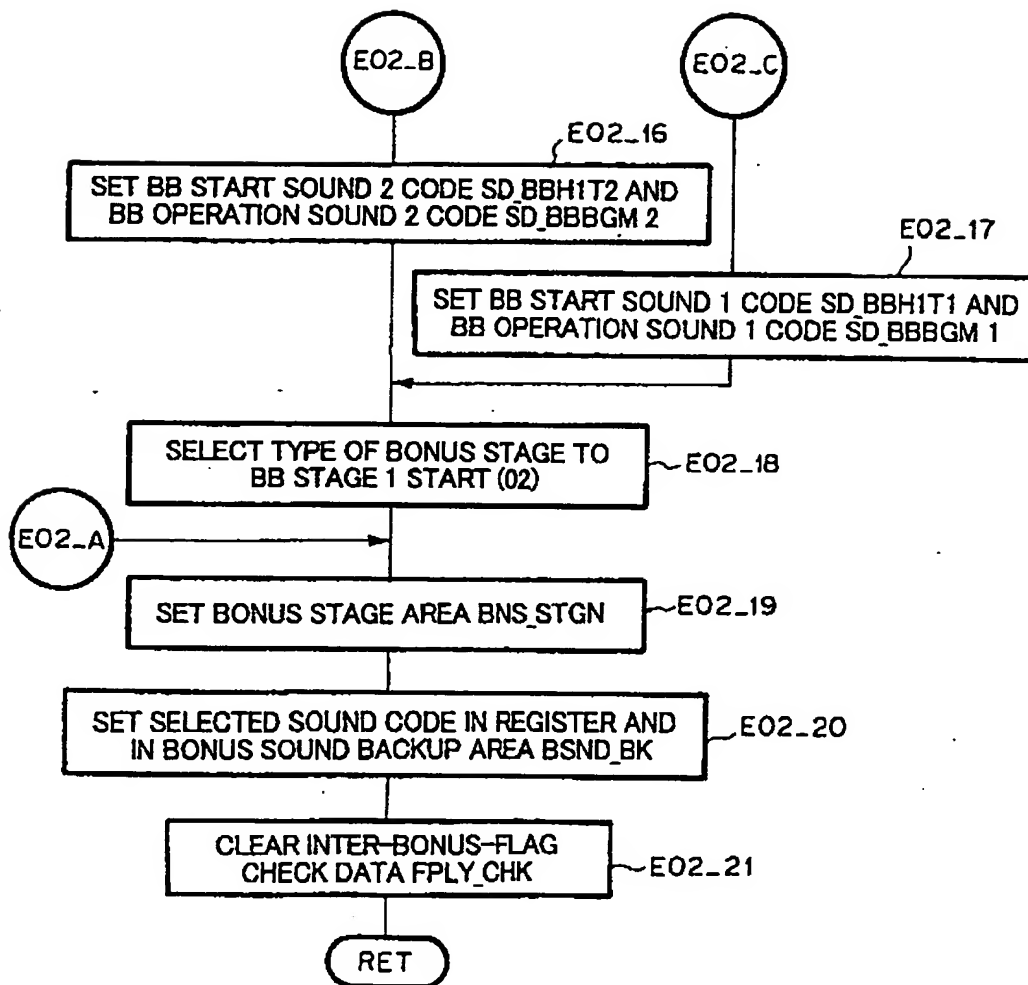 E02_B
E02_C
E02_16
SET BB START SOUND 2 CODE SD_BBH1T2 AND
BB OPERATION SOUND 2 CODE SD_BBBGM 2
E02_17
SET BB START SOUND 1 CODE SD_BBH1T1 AND
BB OPERATION SOUND 1 CODE SD_BBBGM 1
SELECT TYPE OF BONUS STAGE TO
BB STAGE 1 START (02)
E02_18
E02_A
SET BONUS STAGE AREA BNS_STGN
E02_19
SET SELECTED SOUND CODE IN REGISTER AND
IN BONUS SOUND BACKUP AREA BSND_BK
E02_20
CLEAR INTER-BONUS-FLAG
CHECK DATA FPLY_CHK
E02_21
RET